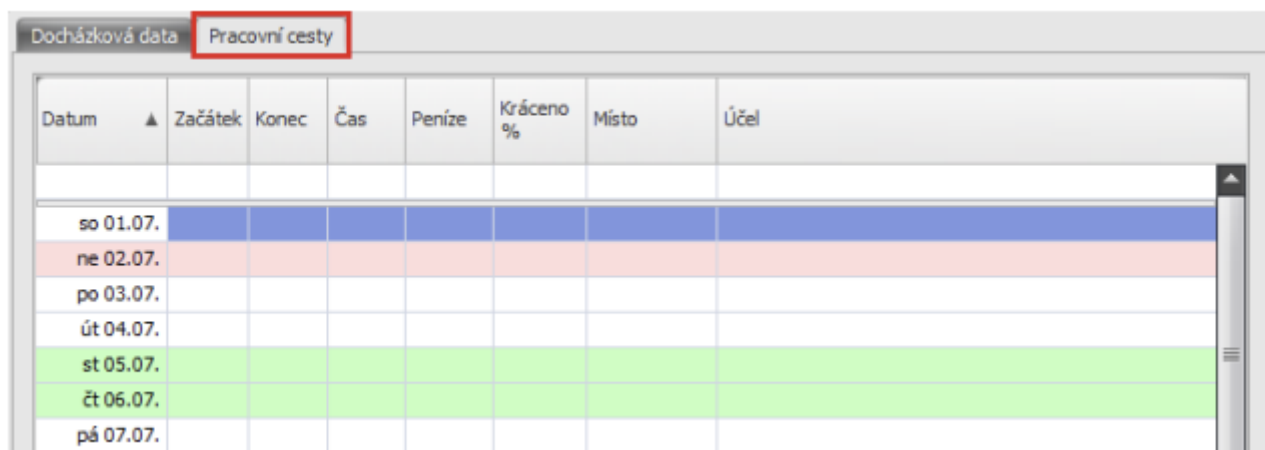 Docházková data Pracovní cesty
Datum Začátek Konec Čas Peníze Kráceno % Místo Účel
so 01.07.
ne 02.07.
po 03.07.
út 04.07.
st 05.07.
čt 06.07.
pá 07.07.